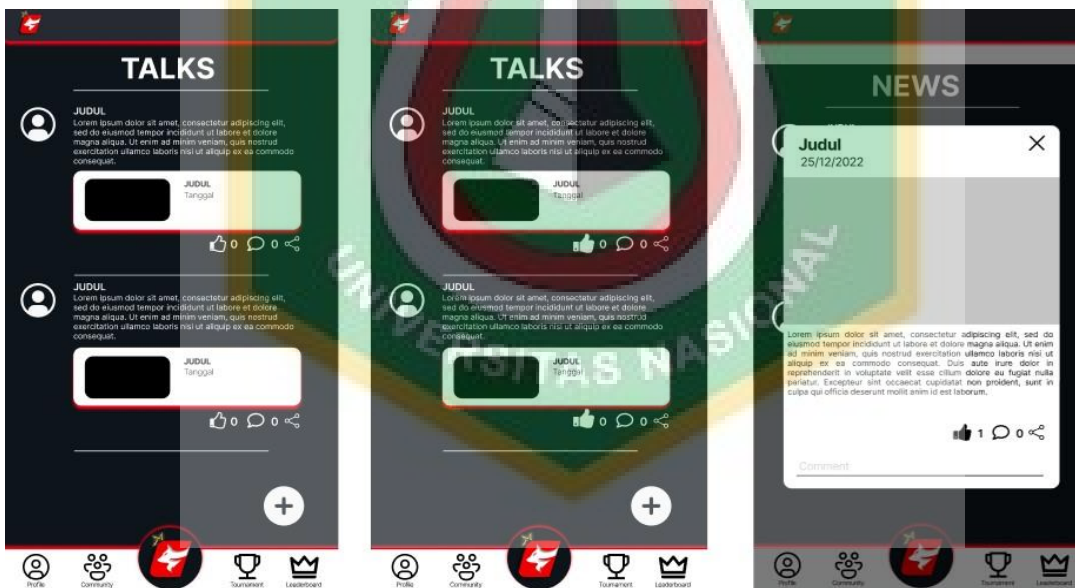 TALKS
JUDUL
Lorem ipsum dolor sit amet, consectetur adipiscing elit,
sed do eiusmod tempor incididunt ut labore et dolore
magna aliqua. Ut enim ad minim veniam, quis nostrud
exercitation ullamco laboris nisi ut aliquip ex ea commodo
consequat.
JUDUL
Tanggal
0 0
JUDUL
Lorem ipsum dolor sit amet, consectetur adipiscing elit,
sed do eiusmod tempor incididunt ut labore et dolore
magna aliqua. Ut enim ad minim veniam, quis nostrud
exercitation ullamco laboris nisi ut aliquip ex ea commodo
consequat.
JUDUL
Tanggal
0 0
Profile Community Tournament Leaderboard
TALKS
JUDUL
Lorem ipsum dolor sit amet, consectetur adipiscing elit,
sed do eiusmod tempor incididunt ut labore et dolore
magna aliqua. Ut enim ad minim veniam, quis nostrud
exercitation ullamco laboris nisi ut aliquip ex ea commodo
consequat.
JUDUL
Tanggal
0 0
JUDUL
Lorem ipsum dolor sit amet, consectetur adipiscing elit,
sed do eiusmod tempor incididunt ut labore et dolore
magna aliqua. Ut enim ad minim veniam, quis nostrud
exercitation ullamco laboris nisi ut aliquip ex ea commodo
consequat.
JUDUL
Tanggal
0 0
Profile Community Tournament Leaderboard
NEWS
Judul
25/12/2022
Lorem ipsum dolor sit amet, consectetur adipiscing elit, sed do
eiusmod tempor incididunt ut labore et dolore magna aliqua. Ut enim
ad minim veniam, quis nostrud exercitation ullamco laboris nisi ut
aliquip ex ea commodo consequat. Duis aute irure dolor in
reprehenderit in voluptate velit esse cillum dolore eu fugiat nulla
pariatur. Excepteur sint occaecat cupidatat non proident, sunt in
culpa qui officia deserunt mollit anim id est laborum.
1 0
Comment
Profile Community Tournament Leaderboard
UNIVERSITAS NASIONAL